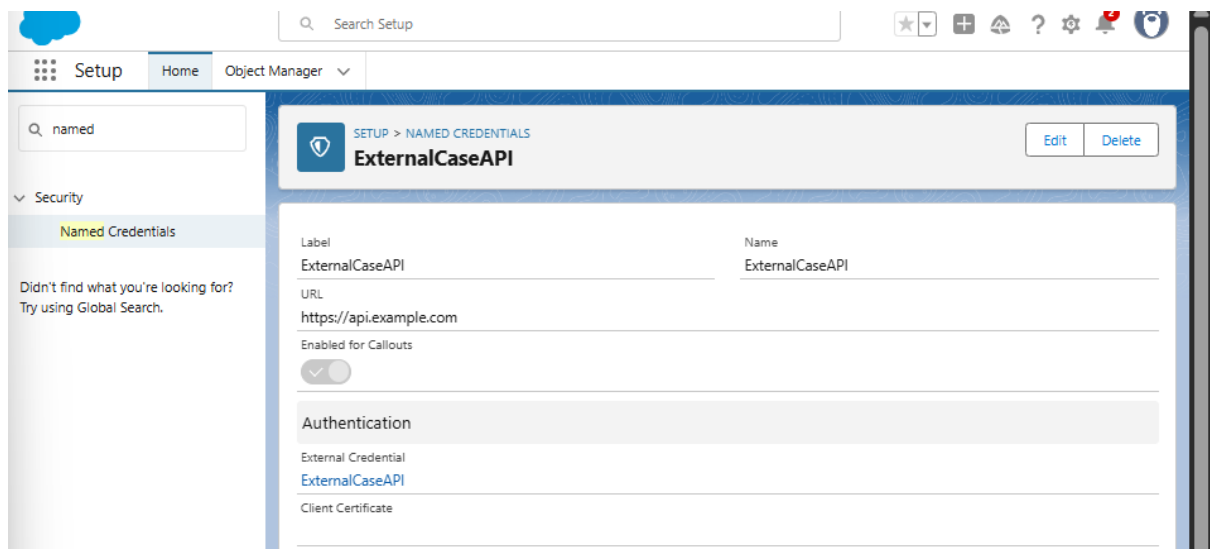 Search Setup
2
Setup
Home
Object Manager
named
SETUP > NAMED CREDENTIALS
ExternalCaseAPI
Edit
Delete
Security
Named Credentials
Didn't find what you're looking for?
Try using Global Search.
Label
ExternalCaseAPI
Name
ExternalCaseAPI
URL
https://api.example.com
Enabled for Callouts
Authentication
External Credential
ExternalCaseAPI
Client Certificate